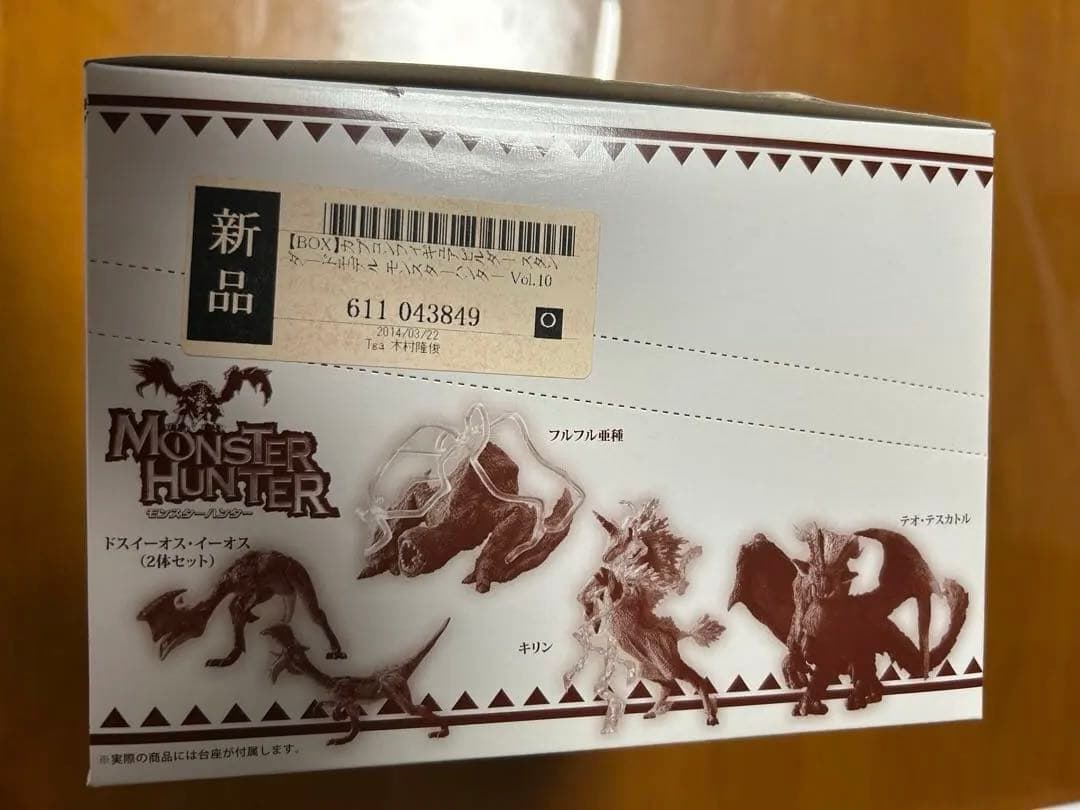 新品
【BOX】カプコンフィギュアビルダー スタン
ダードモデル モンスターハンター Vol.10
611 043849
O
2014/03/22
Tga 木村隆俊
MONSTER
HUNTER
モンスターハンター
フルフル亜種
テオ・テスカトル
ドスイーオス・イーオス
(2体セット)
キリン
※実際の商品には台座が付属します。